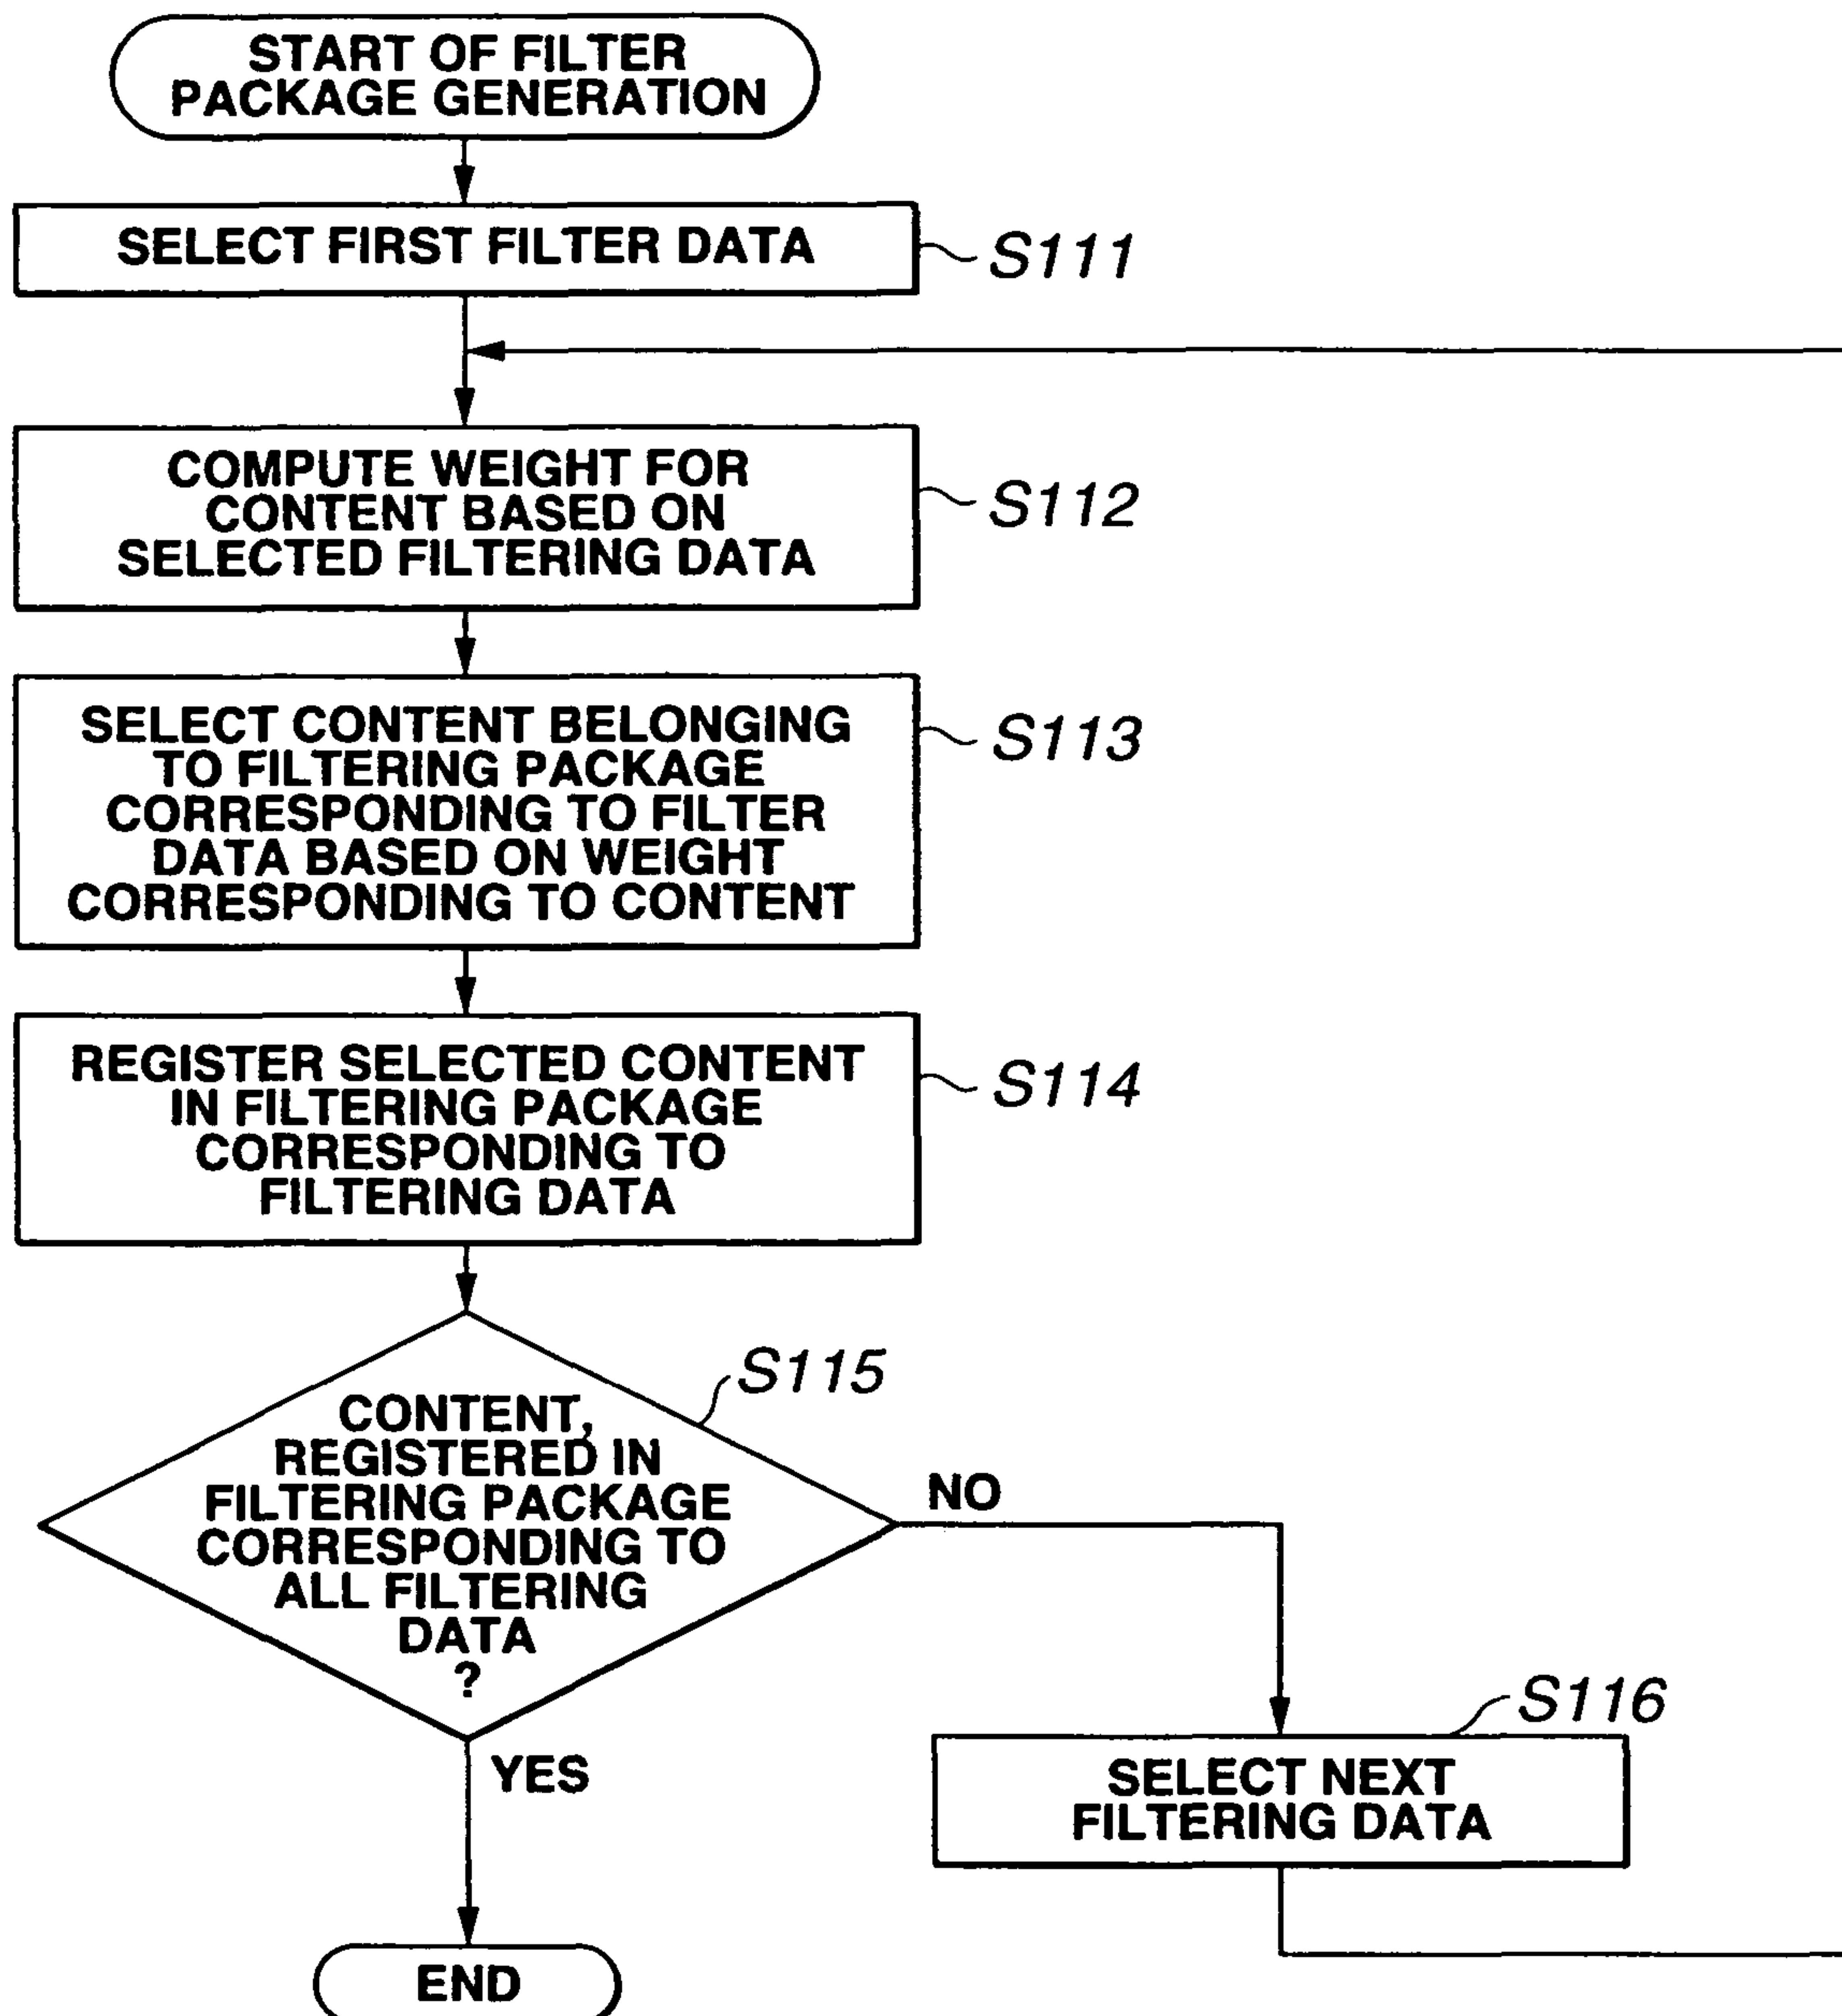 START OF FILTER
PACKAGE GENERATION
SELECT FIRST FILTER DATA
S111
COMPUTE WEIGHT FOR
CONTENT BASED ON
SELECTED FILTERING DATA
S112
SELECT CONTENT BELONGING
TO FILTERING PACKAGE
CORRESPONDING TO FILTER
DATA BASED ON WEIGHT
CORRESPONDING TO CONTENT
S113
REGISTER SELECTED CONTENT
IN FILTERING PACKAGE
CORRESPONDING TO
FILTERING DATA
S114
S115
CONTENT,
REGISTERED IN
FILTERING PACKAGE
CORRESPONDING TO
ALL FILTERING
DATA
?
NO
YES
S116
SELECT NEXT
FILTERING DATA
END